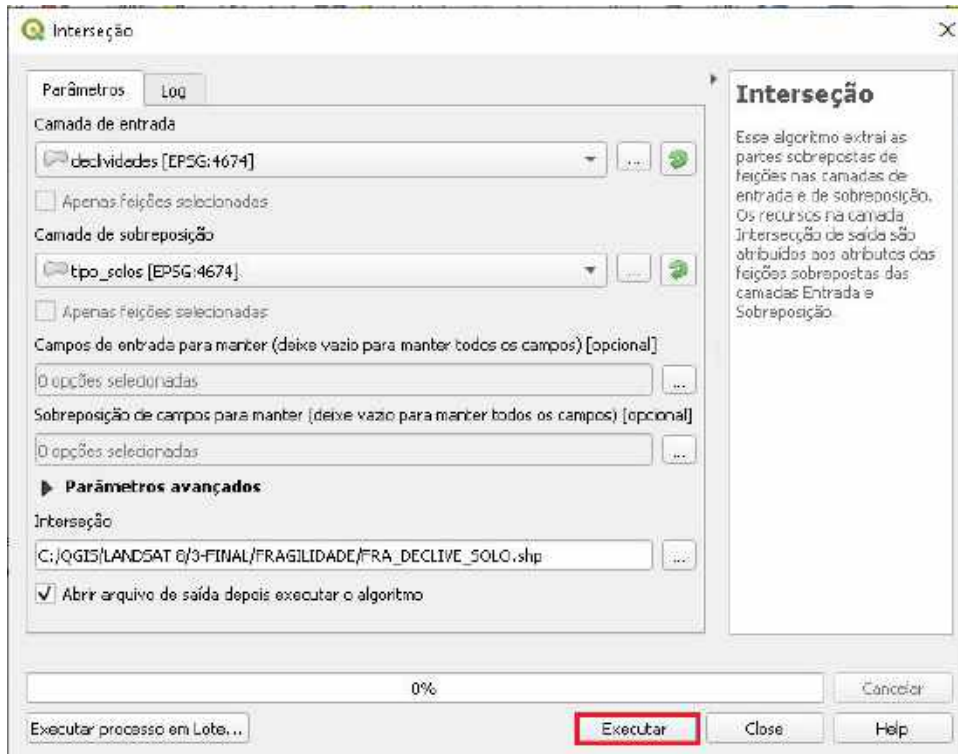 Interseção
Parâmetros
Log
Camada de entrada
declividades [EPSG:4674]
...
Apenas feições selecionadas
Camada de sobreposição
tipo_solos [EPSG:4674]
...
Apenas feições selecionadas
Campos de entrada para manter (deixe vazio para manter todos os campos) [opcional]
0 opções selecionadas
...
Sobreposição de campos para manter (deixe vazio para manter todos os campos) [opcional]
0 opções selecionadas
...
Parâmetros avançados
Interseção
C:/QGIS/LANDSAT 8/3-FINAL/FRAGILIDADE/FRA_DECLIVE_SOLO.shp
...
Abrir arquivo de saída depois executar o algoritmo
Interseção
Esse algoritmo extrai as
partes sobrepostas de
feições nas camadas de
entrada e de sobreposição.
Os recursos na camada
Intersecção de saída são
atribuídos aos atributos das
feições sobrepostas das
camadas Entrada e
Sobreposição.
0%
Cancelar
Executar processo em Lote...
Executar
Close
Help